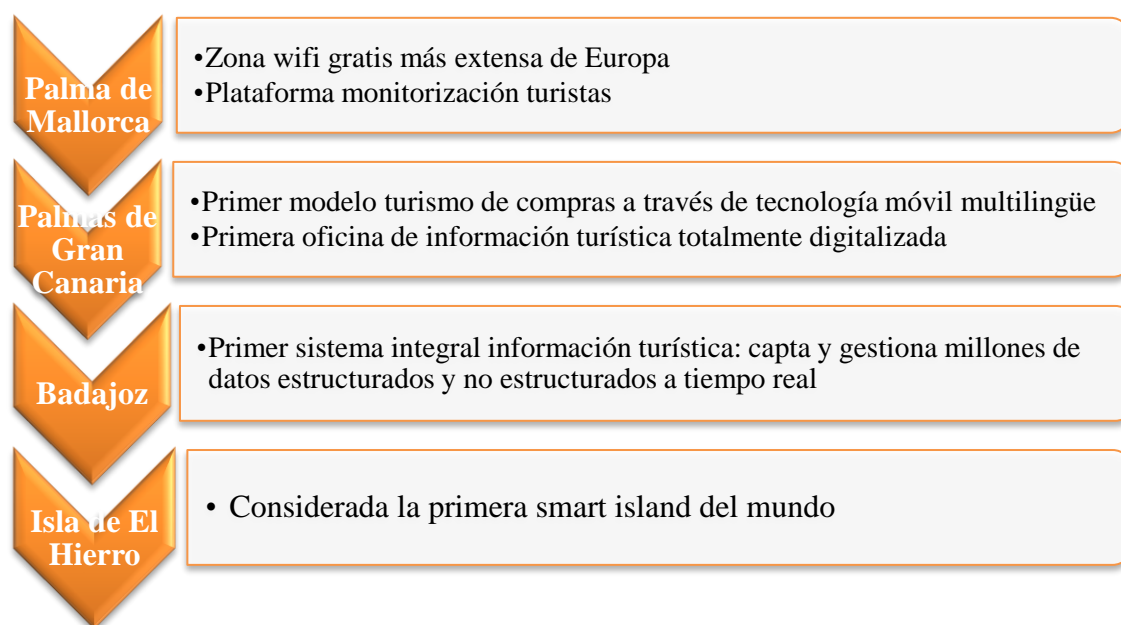 Palma de
Mallorca
•Zona wifi gratis más extensa de Europa
•Plataforma monitorización turistas
Palmas de
Gran
Canaria
•Primer modelo turismo de compras a través de tecnología móvil multilingüe
•Primera oficina de información turística totalmente digitalizada
Badajoz
•Primer sistema integral información turística: capta y gestiona millones de
datos estructurados y no estructurados a tiempo real
Isla de El
Hierro
• Considerada la primera smart island del mundo